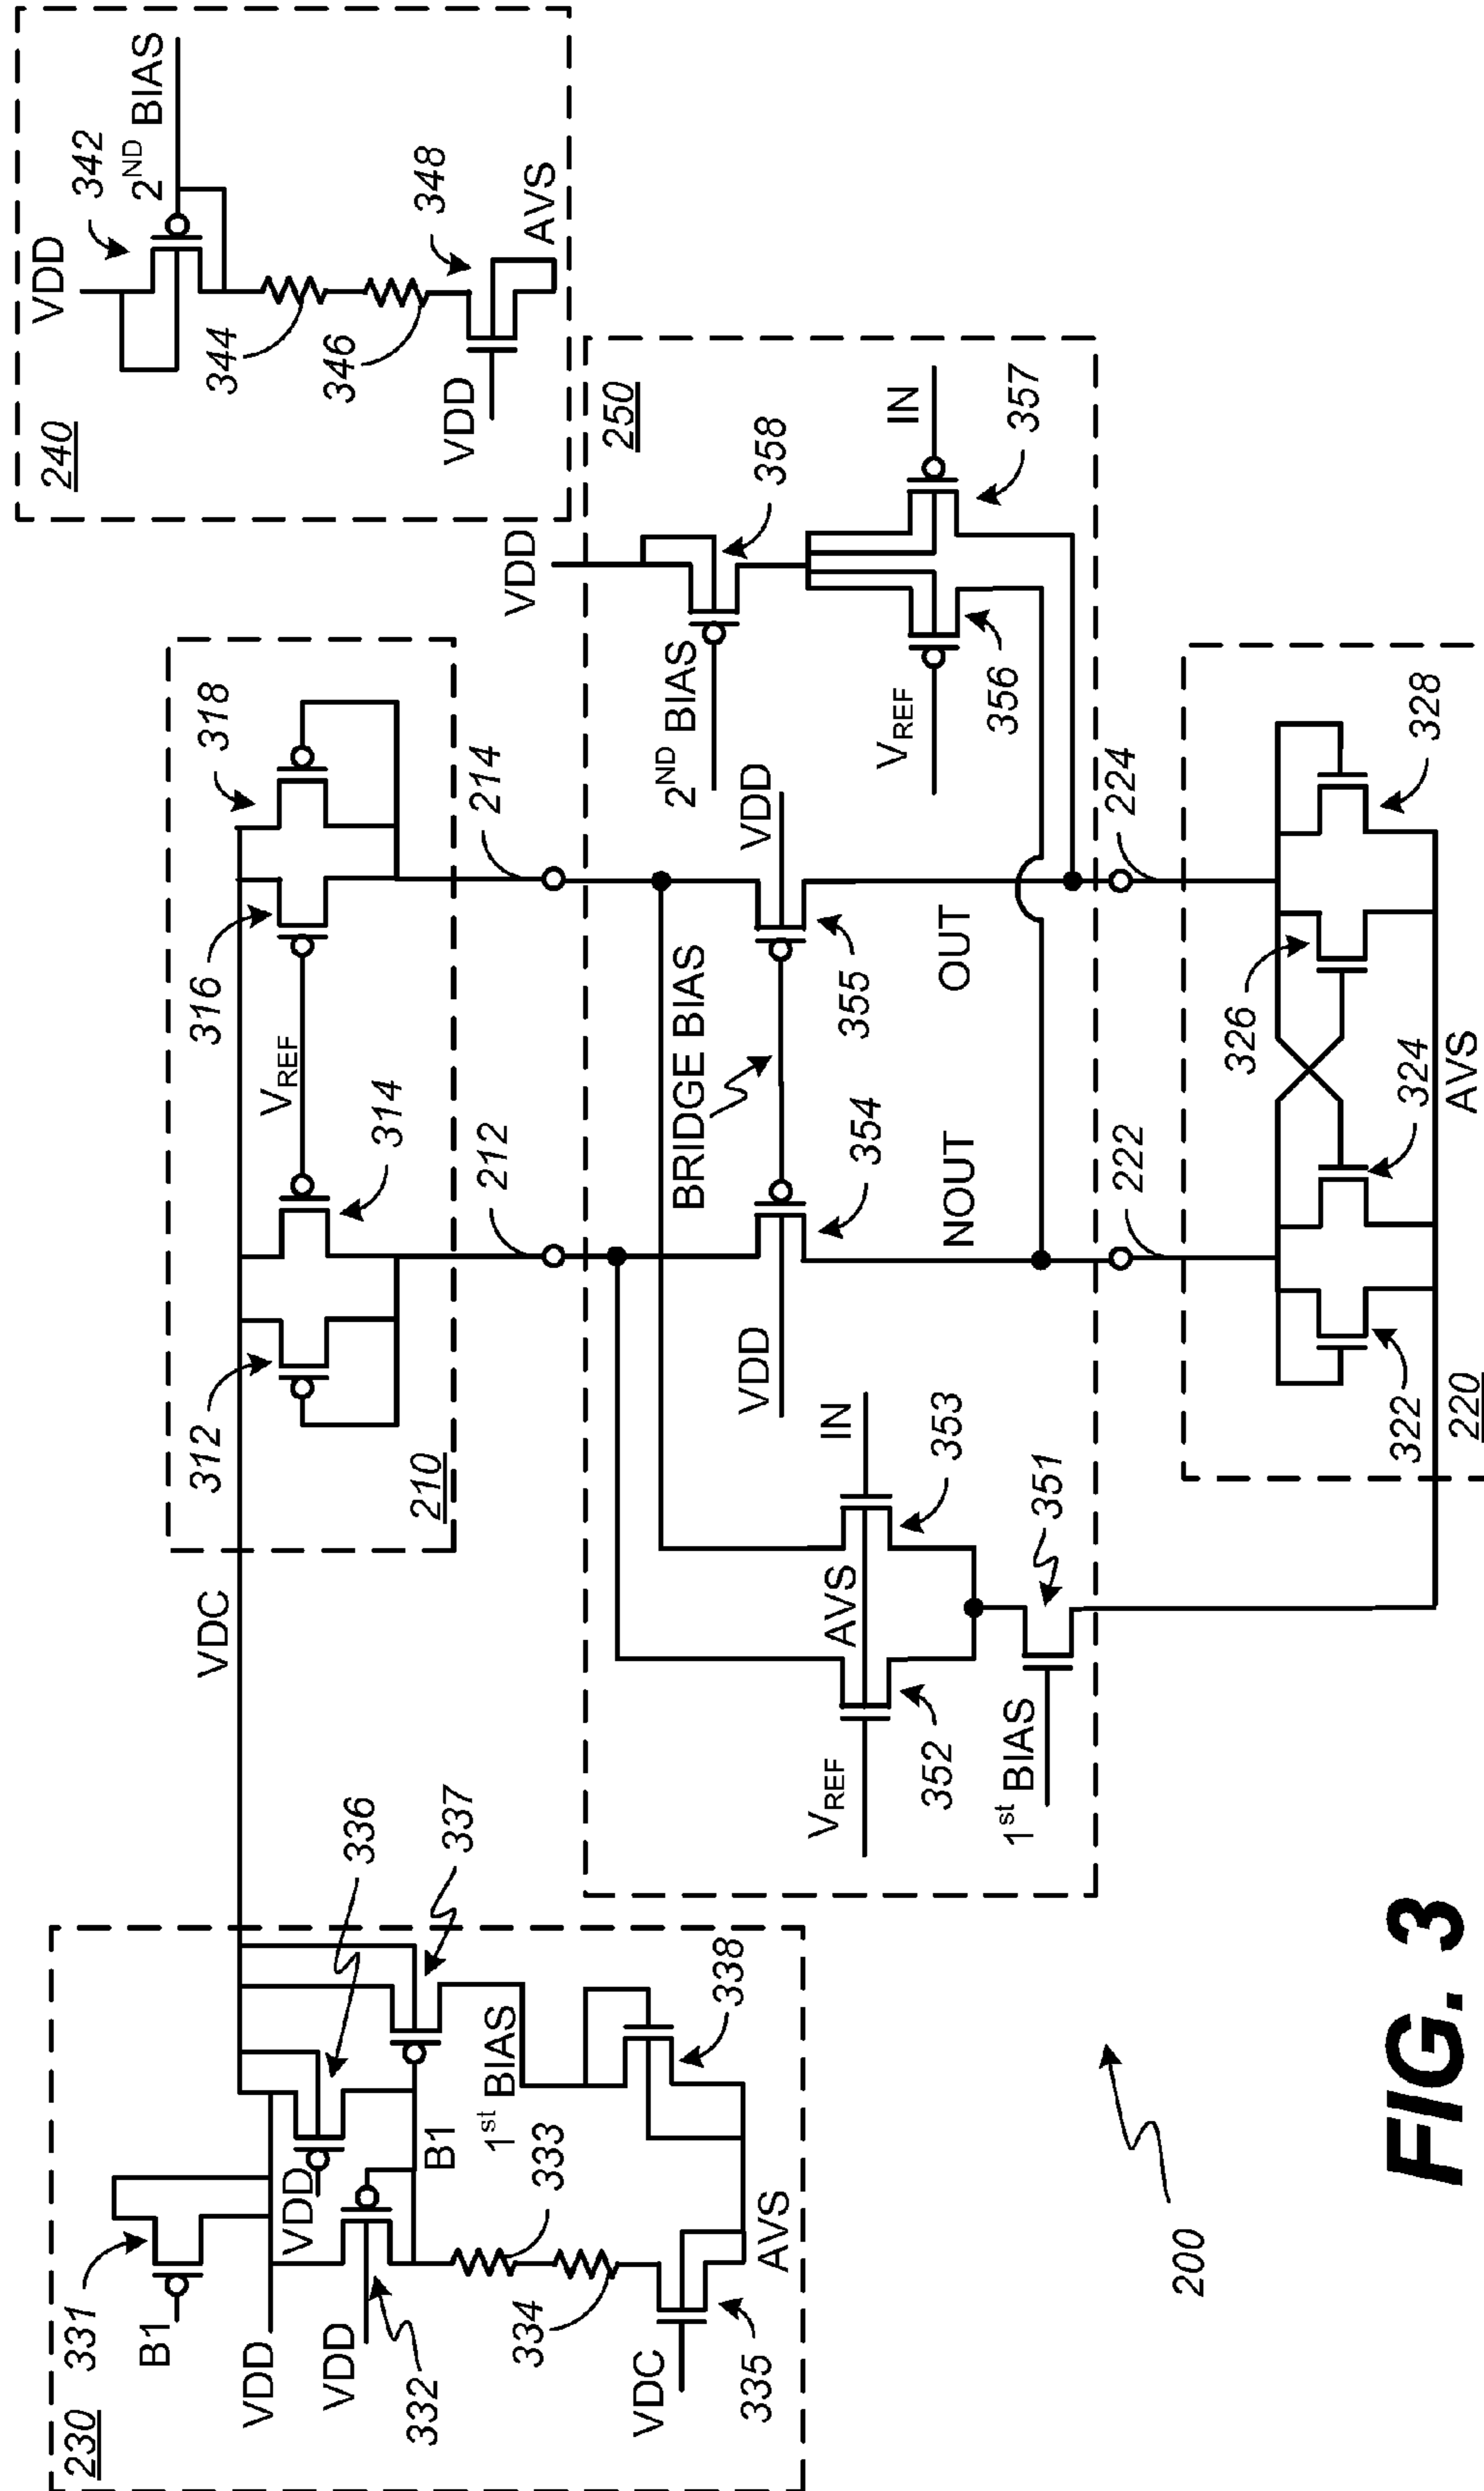 230
331
B1
VDD
VDD
332
VDD
336
337
B1
1st BIAS
333
334
338
VDC
335
AVS
VDC
210
312
314
VREF
316
318
212
214
240
VDD
342
2ND BIAS
344
346
348
VDD
AVS
250
VDD
358
2ND BIAS
VREF
IN
356
357
BRIDGE BIAS
VDD
VDD
354
355
NOUT
OUT
IN
VREF
AVS
352
353
1st BIAS
351
222
224
220
322
324
326
328
AVS
200
FIG. 3